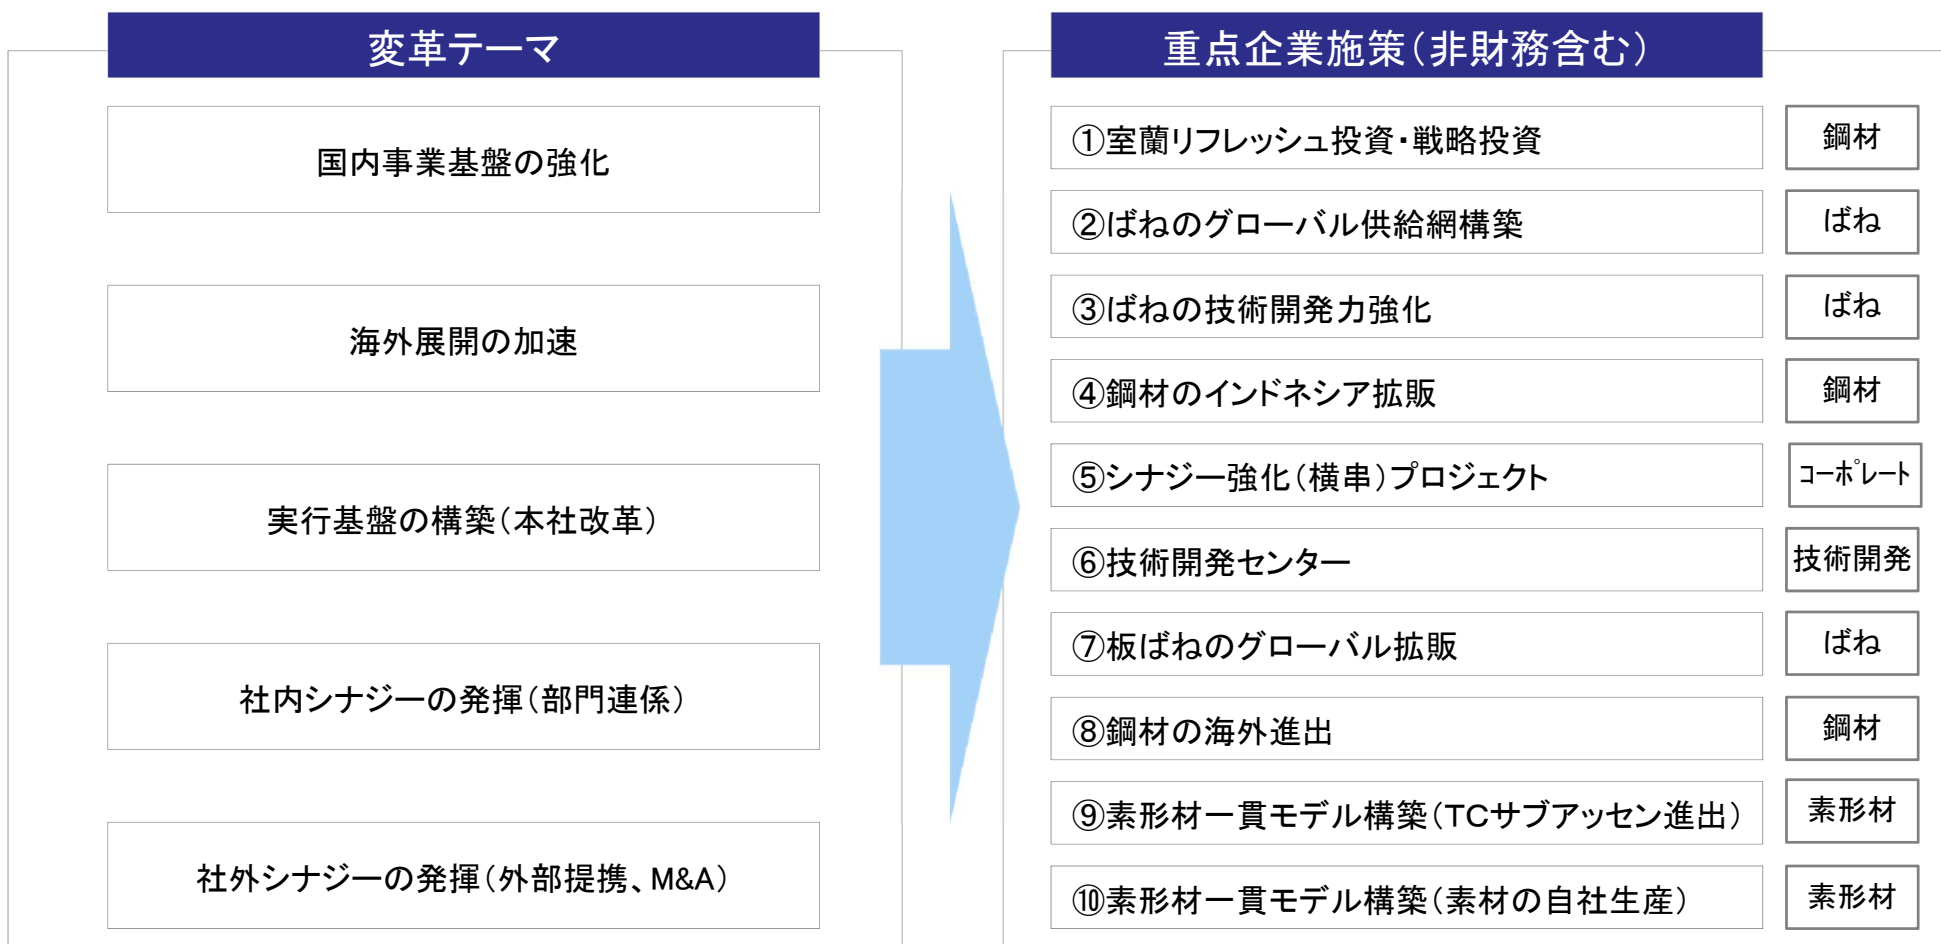 変革テーマ
国内事業基盤の強化
海外展開の加速
実行基盤の構築（本社改革）
社内シナジーの発揮（部門連係）
社外シナジーの発揮（外部提携、M&A）
重点企業施策（非財務含む）
①室蘭リフレッシュ投資・戦略投資 鋼材
②ばねのグローバル供給網構築 ばね
③ばねの技術開発力強化 ばね
④鋼材のインドネシア拡販 鋼材
⑤シナジー強化（横串）プロジェクト ｺｰﾎﾟﾚｰﾄ
⑥技術開発センター 技術開発
⑦板ばねのグローバル拡販 ばね
⑧鋼材の海外進出 鋼材
⑨素形材一貫モデル構築（TCサブアッセン進出） 素形材
⑩素形材一貫モデル構築（素材の自社生産） 素形材